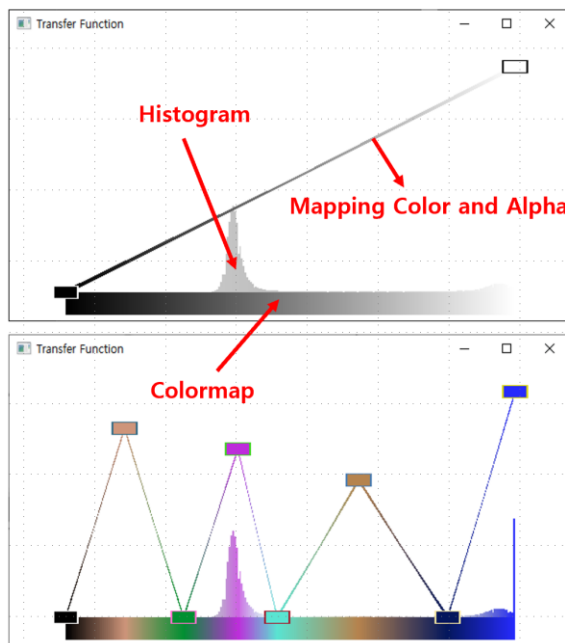 Transfer Function
Histogram
Mapping Color and Alpha
Transfer Function
Colormap